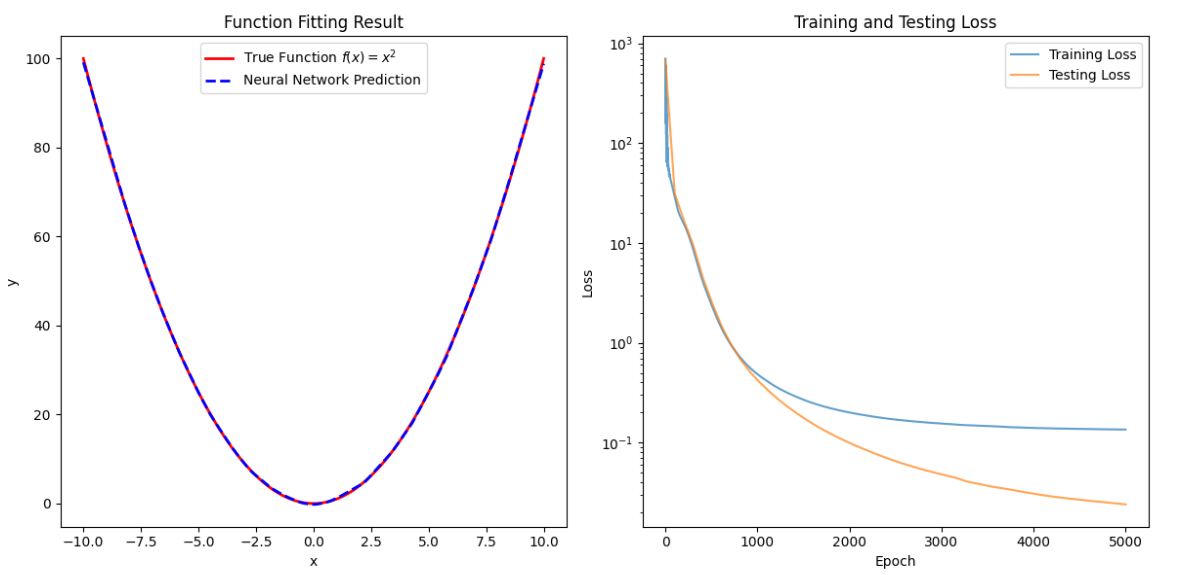 Function Fitting Result
True Function f(x) = x²
Neural Network Prediction
100
80
60
40
20
0
y
−10.0 −7.5 −5.0 −2.5 0.0 2.5 5.0 7.5 10.0
x
Training and Testing Loss
Training Loss
Testing Loss
10³
10²
10¹
10⁰
10⁻¹
Loss
0 1000 2000 3000 4000 5000
Epoch